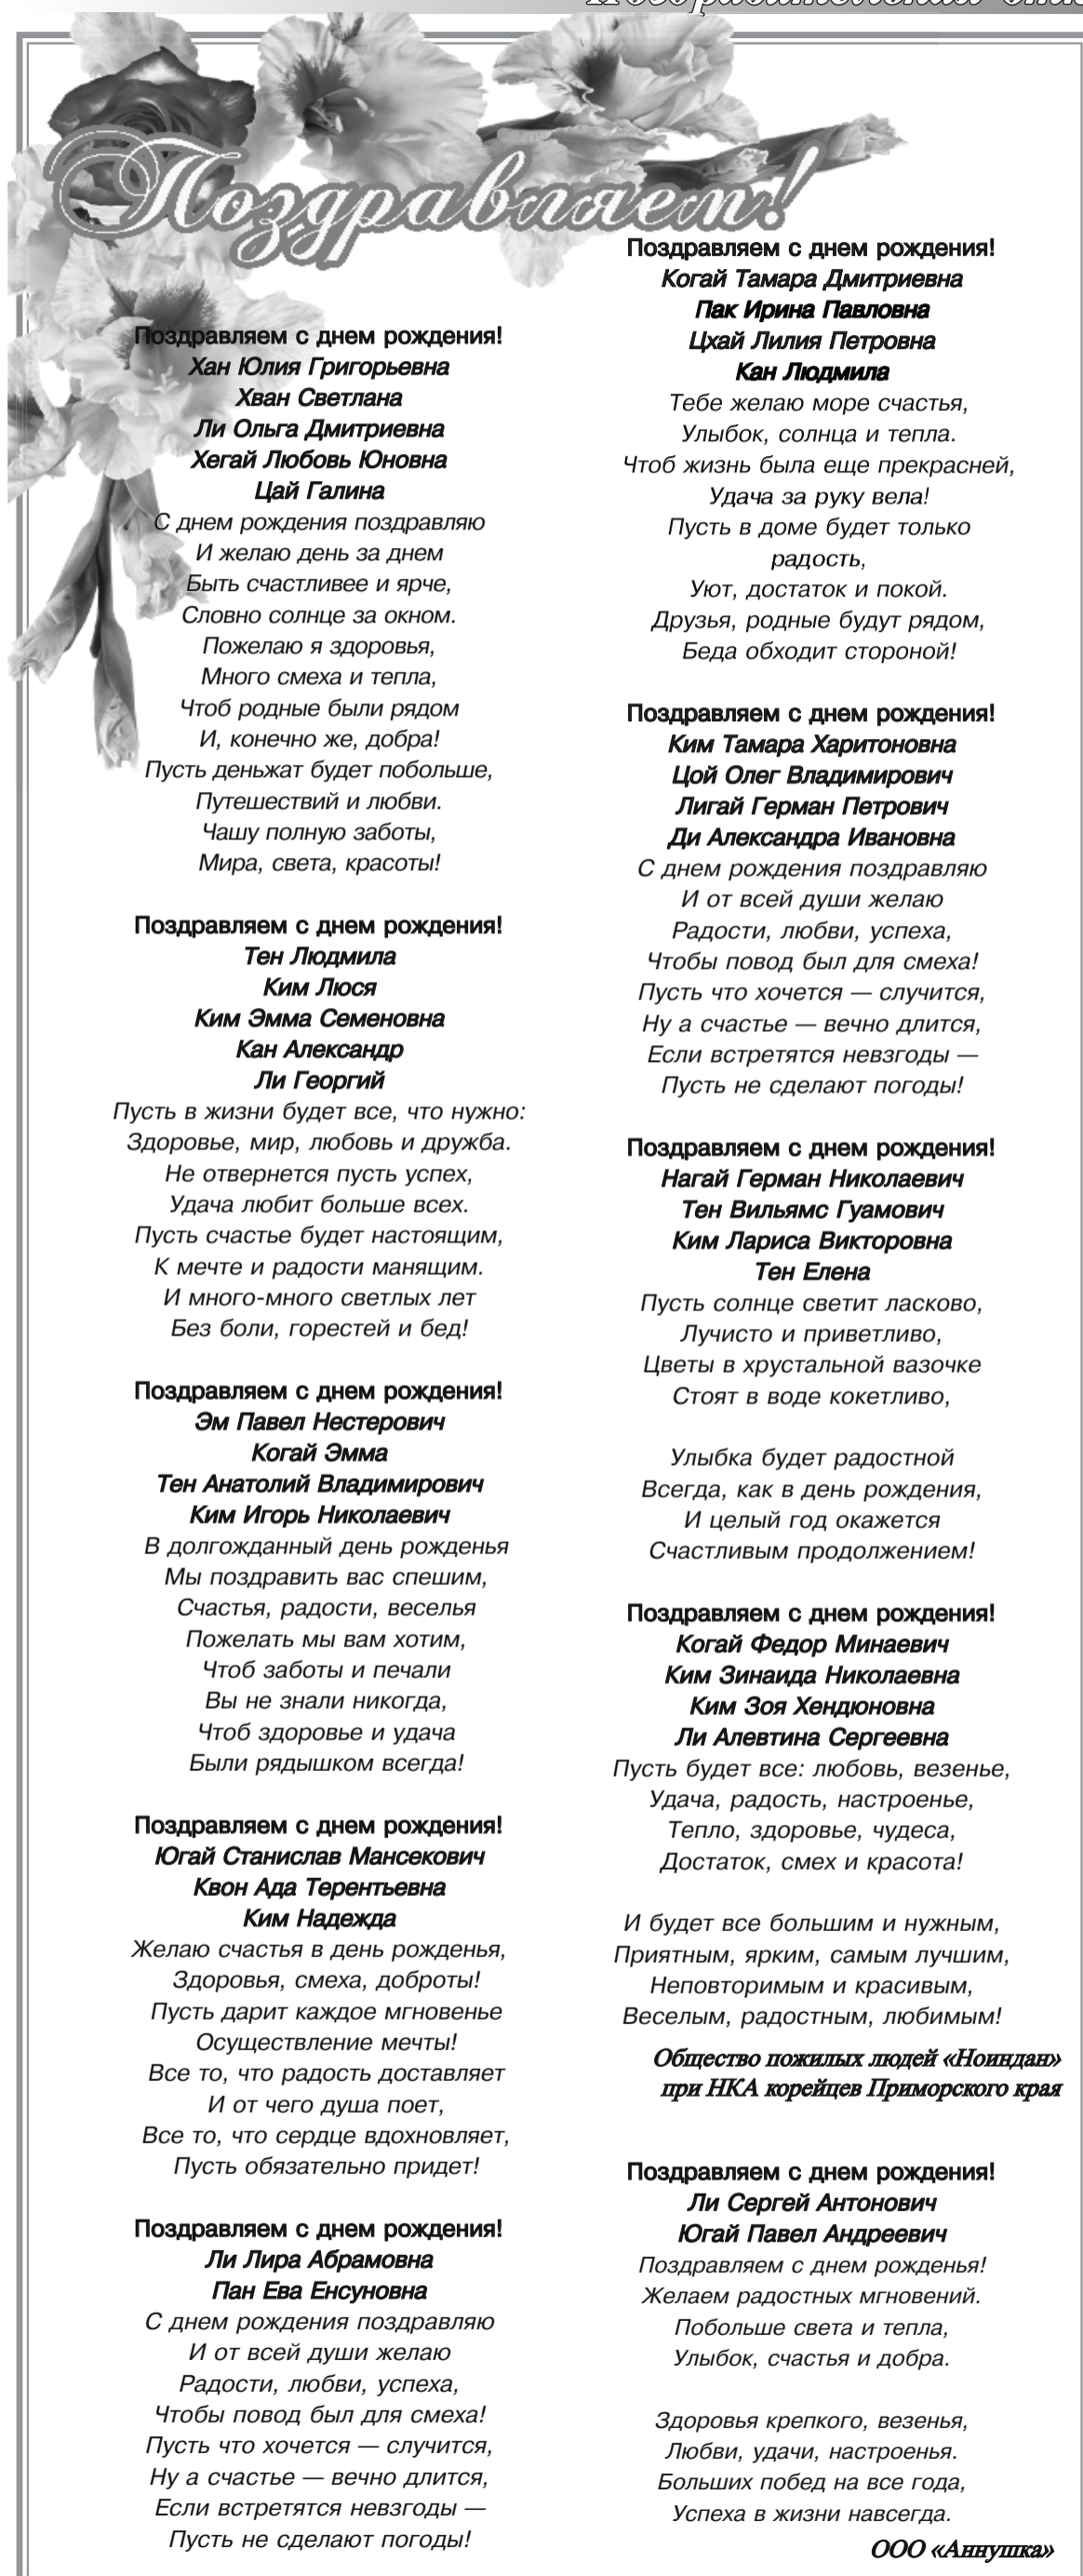 Поздравляем!
Поздравляем с днем рождения!
Хан Юлия Григорьевна
Хван Светлана
Ли Ольга Дмитриевна
Хегай Любовь Юновна
Цай Галина
С днем рождения поздравляю
И желаю день за днем
Быть счастливее и ярче,
Словно солнце за окном.
Пожелаю я здоровья,
Много смеха и тепла,
Чтоб родные были рядом
И, конечно же, добра!
Пусть деньжат будет побольше,
Путешествий и любви.
Чашу полную заботы,
Мира, света, красоты!
Поздравляем с днем рождения!
Тен Людмила
Ким Люся
Ким Эмма Семеновна
Кан Александр
Ли Георгий
Пусть в жизни будет все, что нужно:
Здоровье, мир, любовь и дружба.
Не отвернется пусть успех,
Удача любит больше всех.
Пусть счастье будет настоящим,
К мечте и радости манящим.
И много-много светлых лет
Без боли, горестей и бед!
Поздравляем с днем рождения!
Эм Павел Нестерович
Когай Эмма
Тен Анатолий Владимирович
Ким Игорь Николаевич
В долгожданный день рожденья
Мы поздравить вас спешим,
Счастья, радости, веселья
Пожелать мы вам хотим,
Чтоб заботы и печали
Вы не знали никогда,
Чтоб здоровье и удача
Были рядышком всегда!
Поздравляем с днем рождения!
Югай Станислав Мансекович
Квон Ада Терентьевна
Ким Надежда
Желаю счастья в день рожденья,
Здоровья, смеха, доброты!
Пусть дарит каждое мгновенье
Осуществление мечты!
Все то, что радость доставляет
И от чего душа поет,
Все то, что сердце вдохновляет,
Пусть обязательно придет!
Поздравляем с днем рождения!
Ли Лира Абрамовна
Пан Ева Енсуновна
С днем рождения поздравляю
И от всей души желаю
Радости, любви, успеха,
Чтобы повод был для смеха!
Пусть что хочется — случится,
Ну а счастье — вечно длится,
Если встретятся невзгоды —
Пусть не сделают погоды!
Поздравляем с днем рождения!
Когай Тамара Дмитриевна
Пак Ирина Павловна
Цхай Лилия Петровна
Кан Людмила
Тебе желаю море счастья,
Улыбок, солнца и тепла.
Чтоб жизнь была еще прекрасней,
Удача за руку вела!
Пусть в доме будет только
радость,
Уют, достаток и покой.
Друзья, родные будут рядом,
Беда обходит стороной!
Поздравляем с днем рождения!
Ким Тамара Харитоновна
Цой Олег Владимирович
Лигай Герман Петрович
Ди Александра Ивановна
С днем рождения поздравляю
И от всей души желаю
Радости, любви, успеха,
Чтобы повод был для смеха!
Пусть что хочется — случится,
Ну а счастье — вечно длится,
Если встретятся невзгоды —
Пусть не сделают погоды!
Поздравляем с днем рождения!
Нагай Герман Николаевич
Тен Вильямс Гуамович
Ким Лариса Викторовна
Тен Елена
Пусть солнце светит ласково,
Лучисто и приветливо,
Цветы в хрустальной вазочке
Стоят в воде кокетливо,
Улыбка будет радостной
Всегда, как в день рождения,
И целый год окажется
Счастливым продолжением!
Поздравляем с днем рождения!
Когай Федор Минаевич
Ким Зинаида Николаевна
Ким Зоя Хендюновна
Ли Алевтина Сергеевна
Пусть будет все: любовь, везенье,
Удача, радость, настроенье,
Тепло, здоровье, чудеса,
Достаток, смех и красота!
И будет все большим и нужным,
Приятным, ярким, самым лучшим,
Неповторимым и красивым,
Веселым, радостным, любимым!
Общество пожилых людей «Ноиндан»
при НКА корейцев Приморского края
Поздравляем с днем рождения!
Ли Сергей Антонович
Югай Павел Андреевич
Поздравляем с днем рожденья!
Желаем радостных мгновений.
Побольше света и тепла,
Улыбок, счастья и добра.
Здоровья крепкого, везенья,
Любви, удачи, настроенья.
Больших побед на все года,
Успеха в жизни навсегда.
ООО «Аннушка»